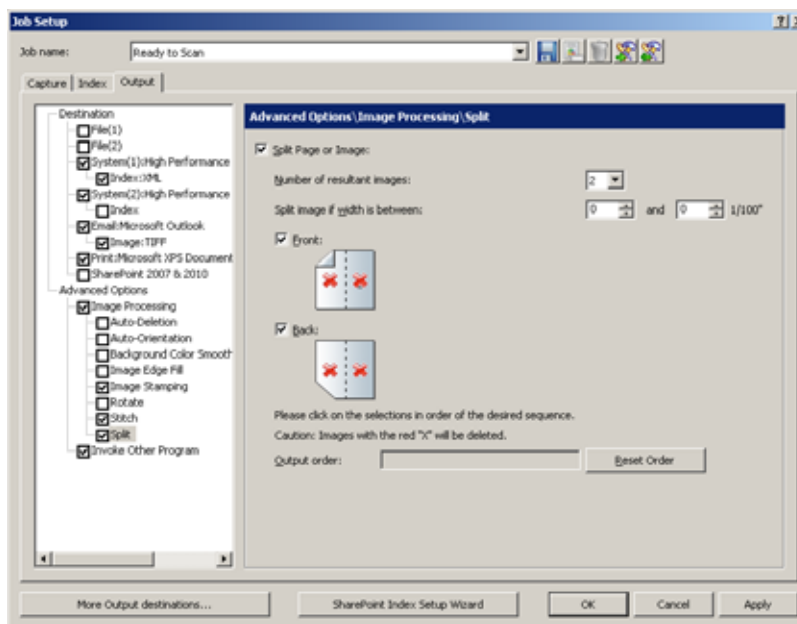 Job Setup
Job name:
Ready to Scan
Capture
Index
Output
Destination
File(1)
File(2)
System(1):High Performance
Index:XML
System(2):High Performance
Index
Email:Microsoft Outlook
Image:TIFF
Print:Microsoft XPS Document
SharePoint 2007 & 2010
Advanced Options
Image Processing
Auto-Deletion
Auto-Orientation
Background Color Smooth
Image Edge Fill
Image Stamping
Rotate
Stitch
Split
Invoke Other Program
Advanced Options\Image Processing\Split
Split Page or Image:
Number of resultant images: 2
Split image if width is between: 0 and 0 1/100"
Front:
Back:
Please click on the selections in order of the desired sequence.
Caution: Images with the red "X" will be deleted.
Output order:
Reset Order
More Output destinations...
SharePoint Index Setup Wizard
OK
Cancel
Apply